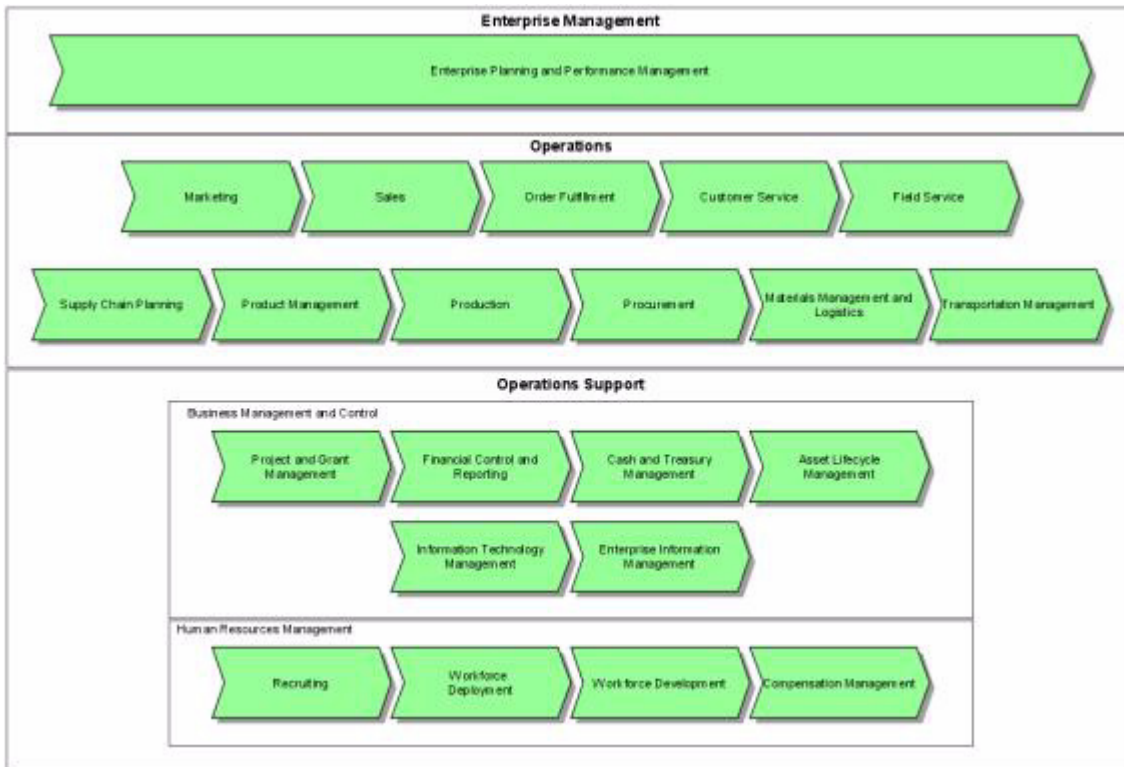 Enterprise Management
Enterprise Planning and Performance Management
Operations
Marketing
Sales
Order Fulfillment
Customer Service
Field Service
Supply Chain Planning
Product Management
Production
Procurement
Materials Management and
Logistics
Transportation Management
Operations Support
Business Management and Control
Project and Grant
Management
Financial Control and
Reporting
Cash and Treasury
Management
Asset Lifecycle
Management
Information Technology
Management
Enterprise Information
Management
Human Resources Management
Recruiting
Workforce
Deployment
Workforce Development
Compensation Management